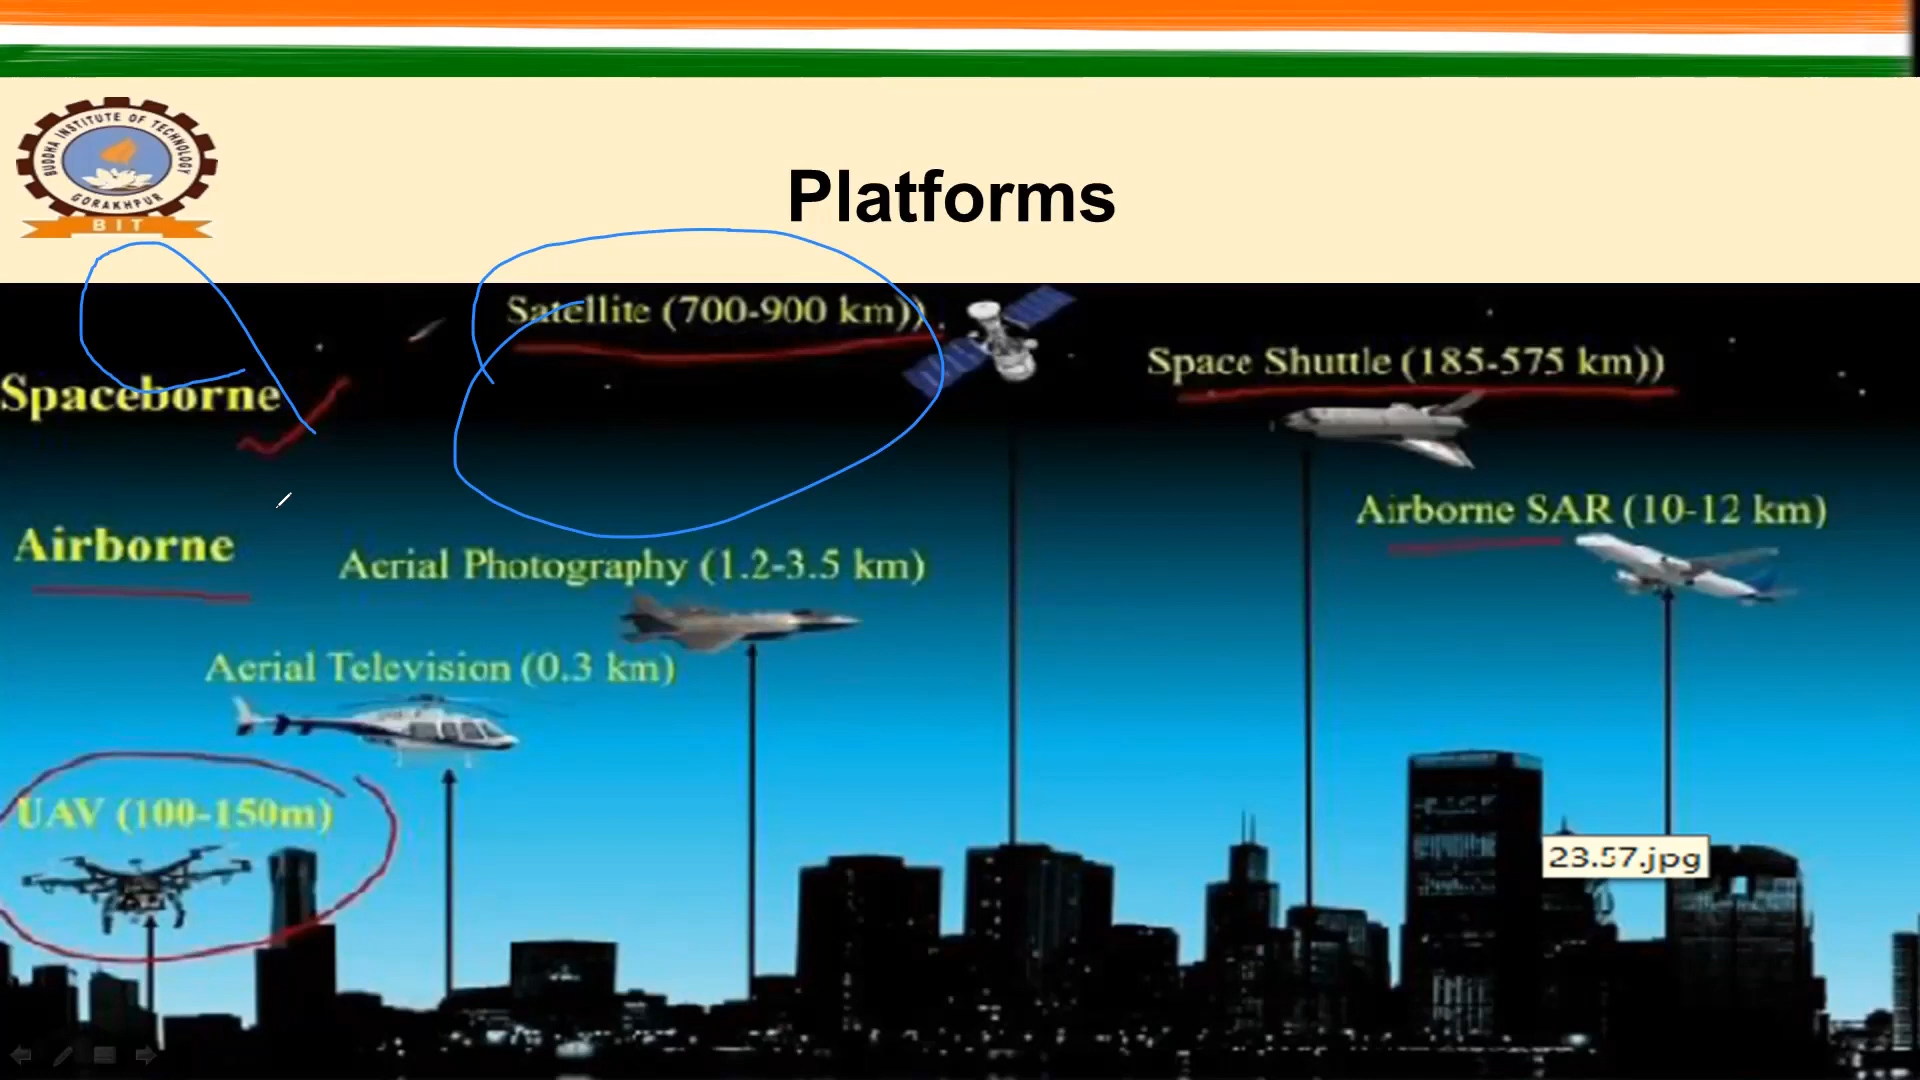 BUDDHA INSTITUTE OF TECHNOLOGY
GORAKHPUR
BIT
Platforms
Satellite (700-900 km))
Space Shuttle (185-575 km))
Spaceborne
Airborne SAR (10-12 km)
Airborne
Aerial Photography (1.2-3.5 km)
Aerial Television (0.3 km)
UAV (100-150m)
23.57.jpg